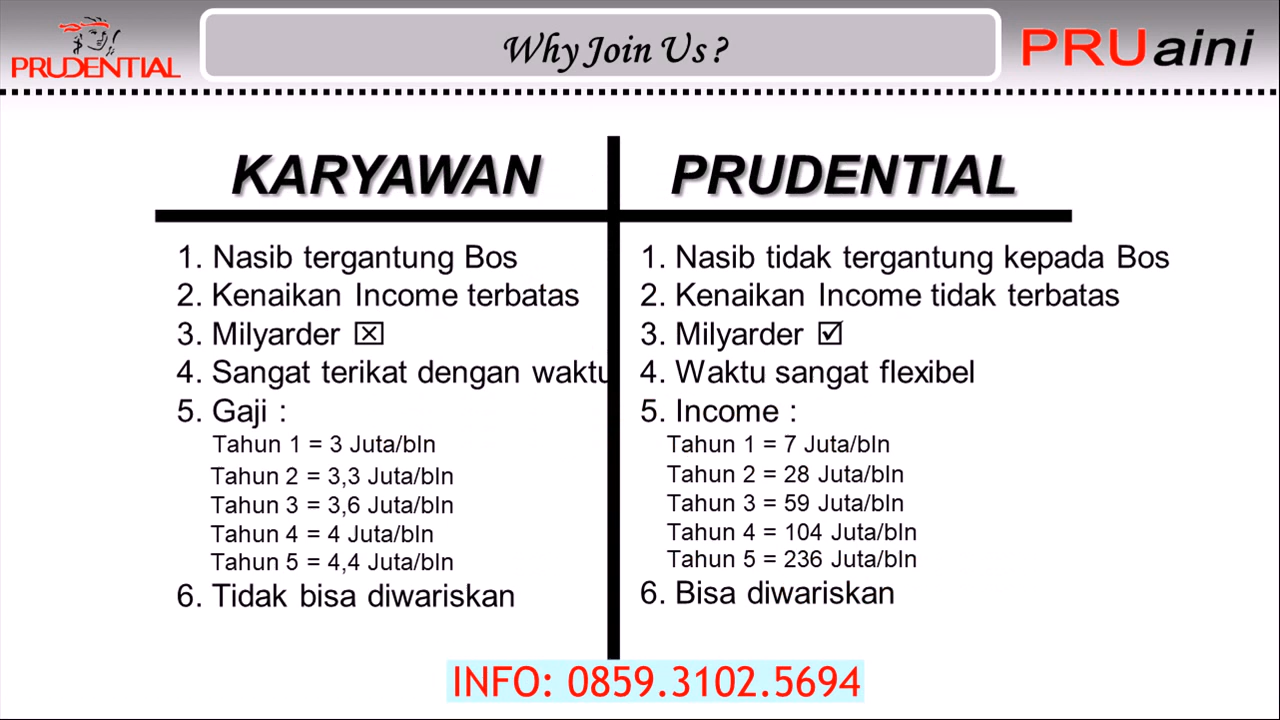 PRUDENTIAL
Why Join Us ?
PRUaini
KARYAWAN
1. Nasib tergantung Bos
2. Kenaikan Income terbatas
3. Milyarder ☒
4. Sangat terikat dengan waktu
5. Gaji :
Tahun 1 = 3 Juta/bln
Tahun 2 = 3,3 Juta/bln
Tahun 3 = 3,6 Juta/bln
Tahun 4 = 4 Juta/bln
Tahun 5 = 4,4 Juta/bln
6. Tidak bisa diwariskan
PRUDENTIAL
1. Nasib tidak tergantung kepada Bos
2. Kenaikan Income tidak terbatas
3. Milyarder ☑
4. Waktu sangat flexibel
5. Income :
Tahun 1 = 7 Juta/bln
Tahun 2 = 28 Juta/bln
Tahun 3 = 59 Juta/bln
Tahun 4 = 104 Juta/bln
Tahun 5 = 236 Juta/bln
6. Bisa diwariskan
INFO: 0859.3102.5694